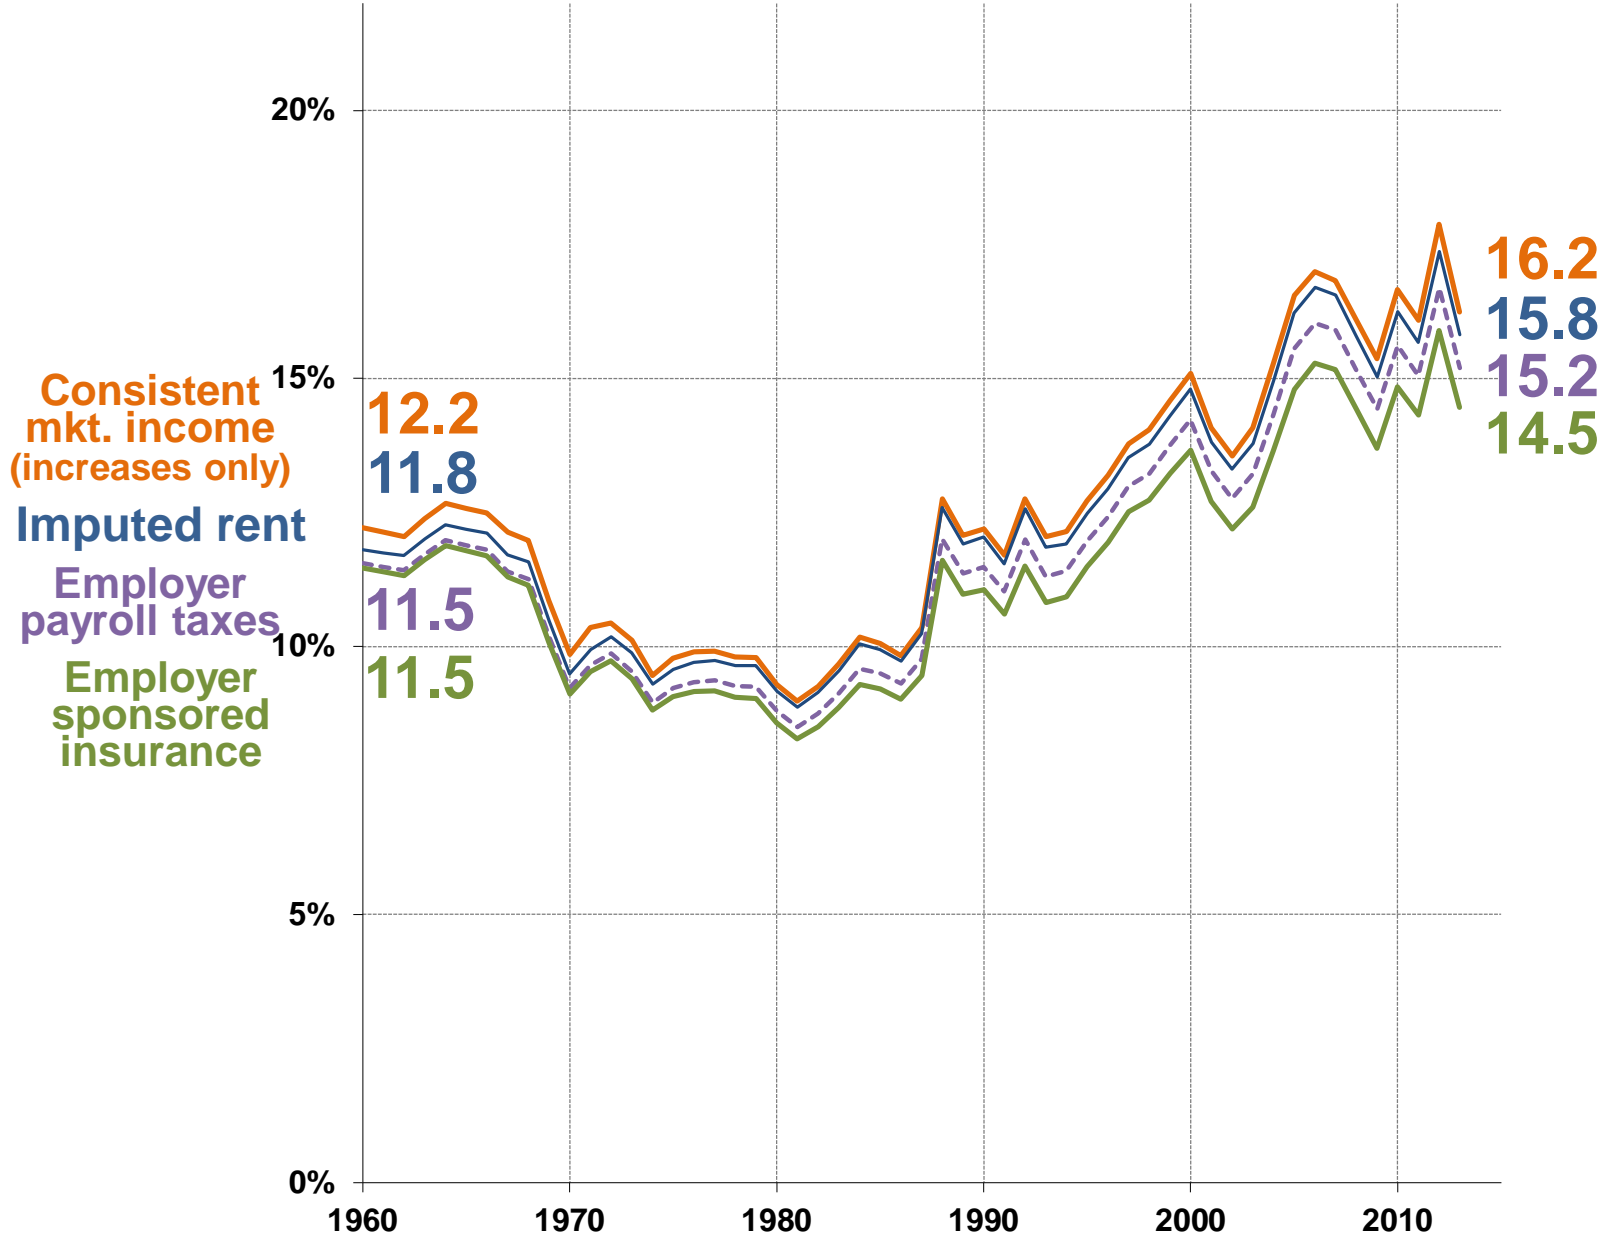 20%
15%
10%
5%
0%
Consistent
mkt. income
(increases only)
Imputed rent
Employer
payroll taxes
Employer
sponsored
insurance
12.2
11.8
11.5
11.5
16.2
15.8
15.2
14.5
1960
1970
1980
1990
2000
2010